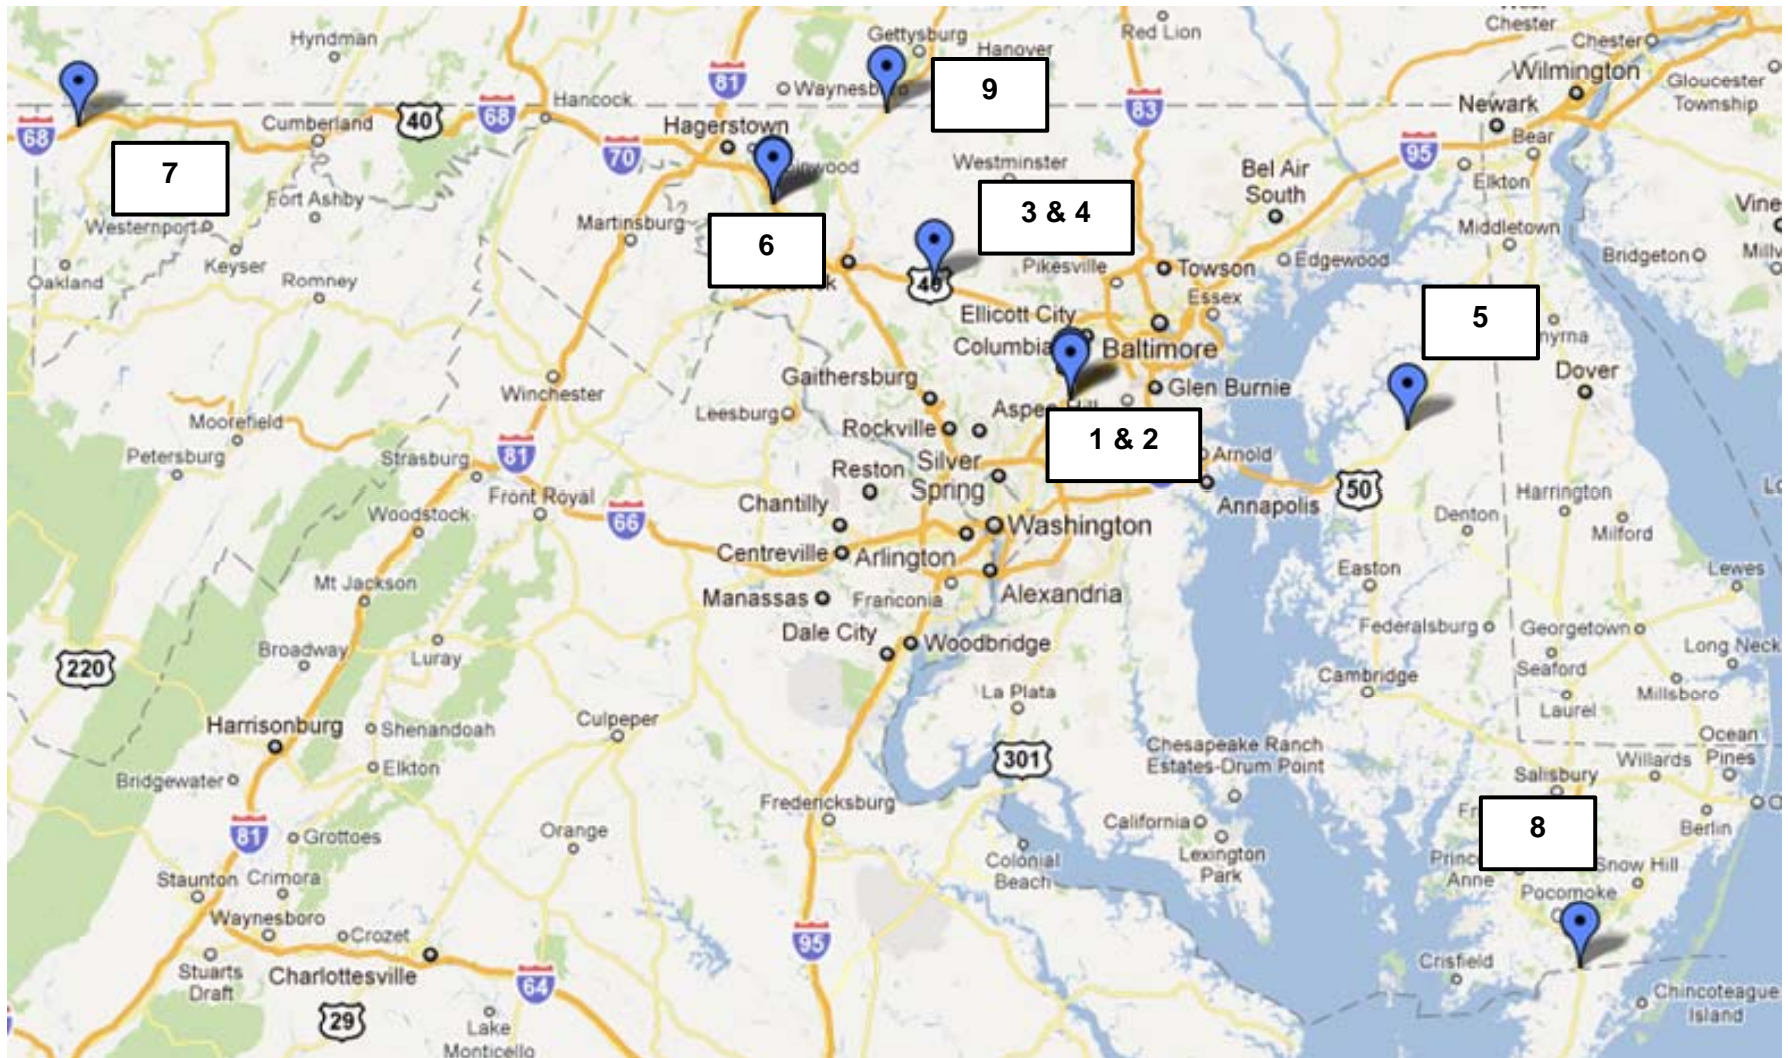 Hyndman
Gettysburg
Hanover
Red Lion
West
Chester
Chester
Wilmington
Gloucester
Township
81
Waynesboro
9
83
Newark
68
Hancock
40
68
Cumberland
Hagerstown
70
95
Bear
7
Westminster
Bel Air
South
Elkton
Fort Ashby
3 & 4
Westernport
Martinsburg
6
Middletown
Keyser
Oakland
Romney
Pikesville
Towson
Edgewood
Bridgeton
40
Essex
Ellicott City
5
Columbia
Baltimore
Dover
Gaithersburg
Glen Burnie
Winchester
Leesburg
Aspen Hill
Moorefield
Rockville
1 & 2
Petersburg
Strasburg
81
Reston
Silver
Spring
Arnold
50
Front Royal
Chantilly
Annapolis
Harrington
Woodstock
66
Washington
Denton
Milford
Centreville
Arlington
Mt Jackson
Easton
Lewes
Manassas
Franconia
Alexandria
Dale City
Woodbridge
Federalsburg
Georgetown
Broadway
Luray
220
Long Neck
Seaford
Cambridge
La Plata
Millsboro
Laurel
Harrisonburg
Shenandoah
Culpeper
Ocean
Pines
Chesapeake Ranch
Estates-Drum Point
301
Elkton
Bridgewater
Salisbury
Willards
Fredericksburg
81
Grottoes
Orange
California
8
Berlin
Lexington
Park
Colonial
Beach
Snow Hill
Anne
Staunton
Crimora
Pocomoke
Waynesboro
Crozet
95
Stuarts
Draft
Charlottesville
64
Crisfield
Chincoteague
Island
29
Lake
Monticello